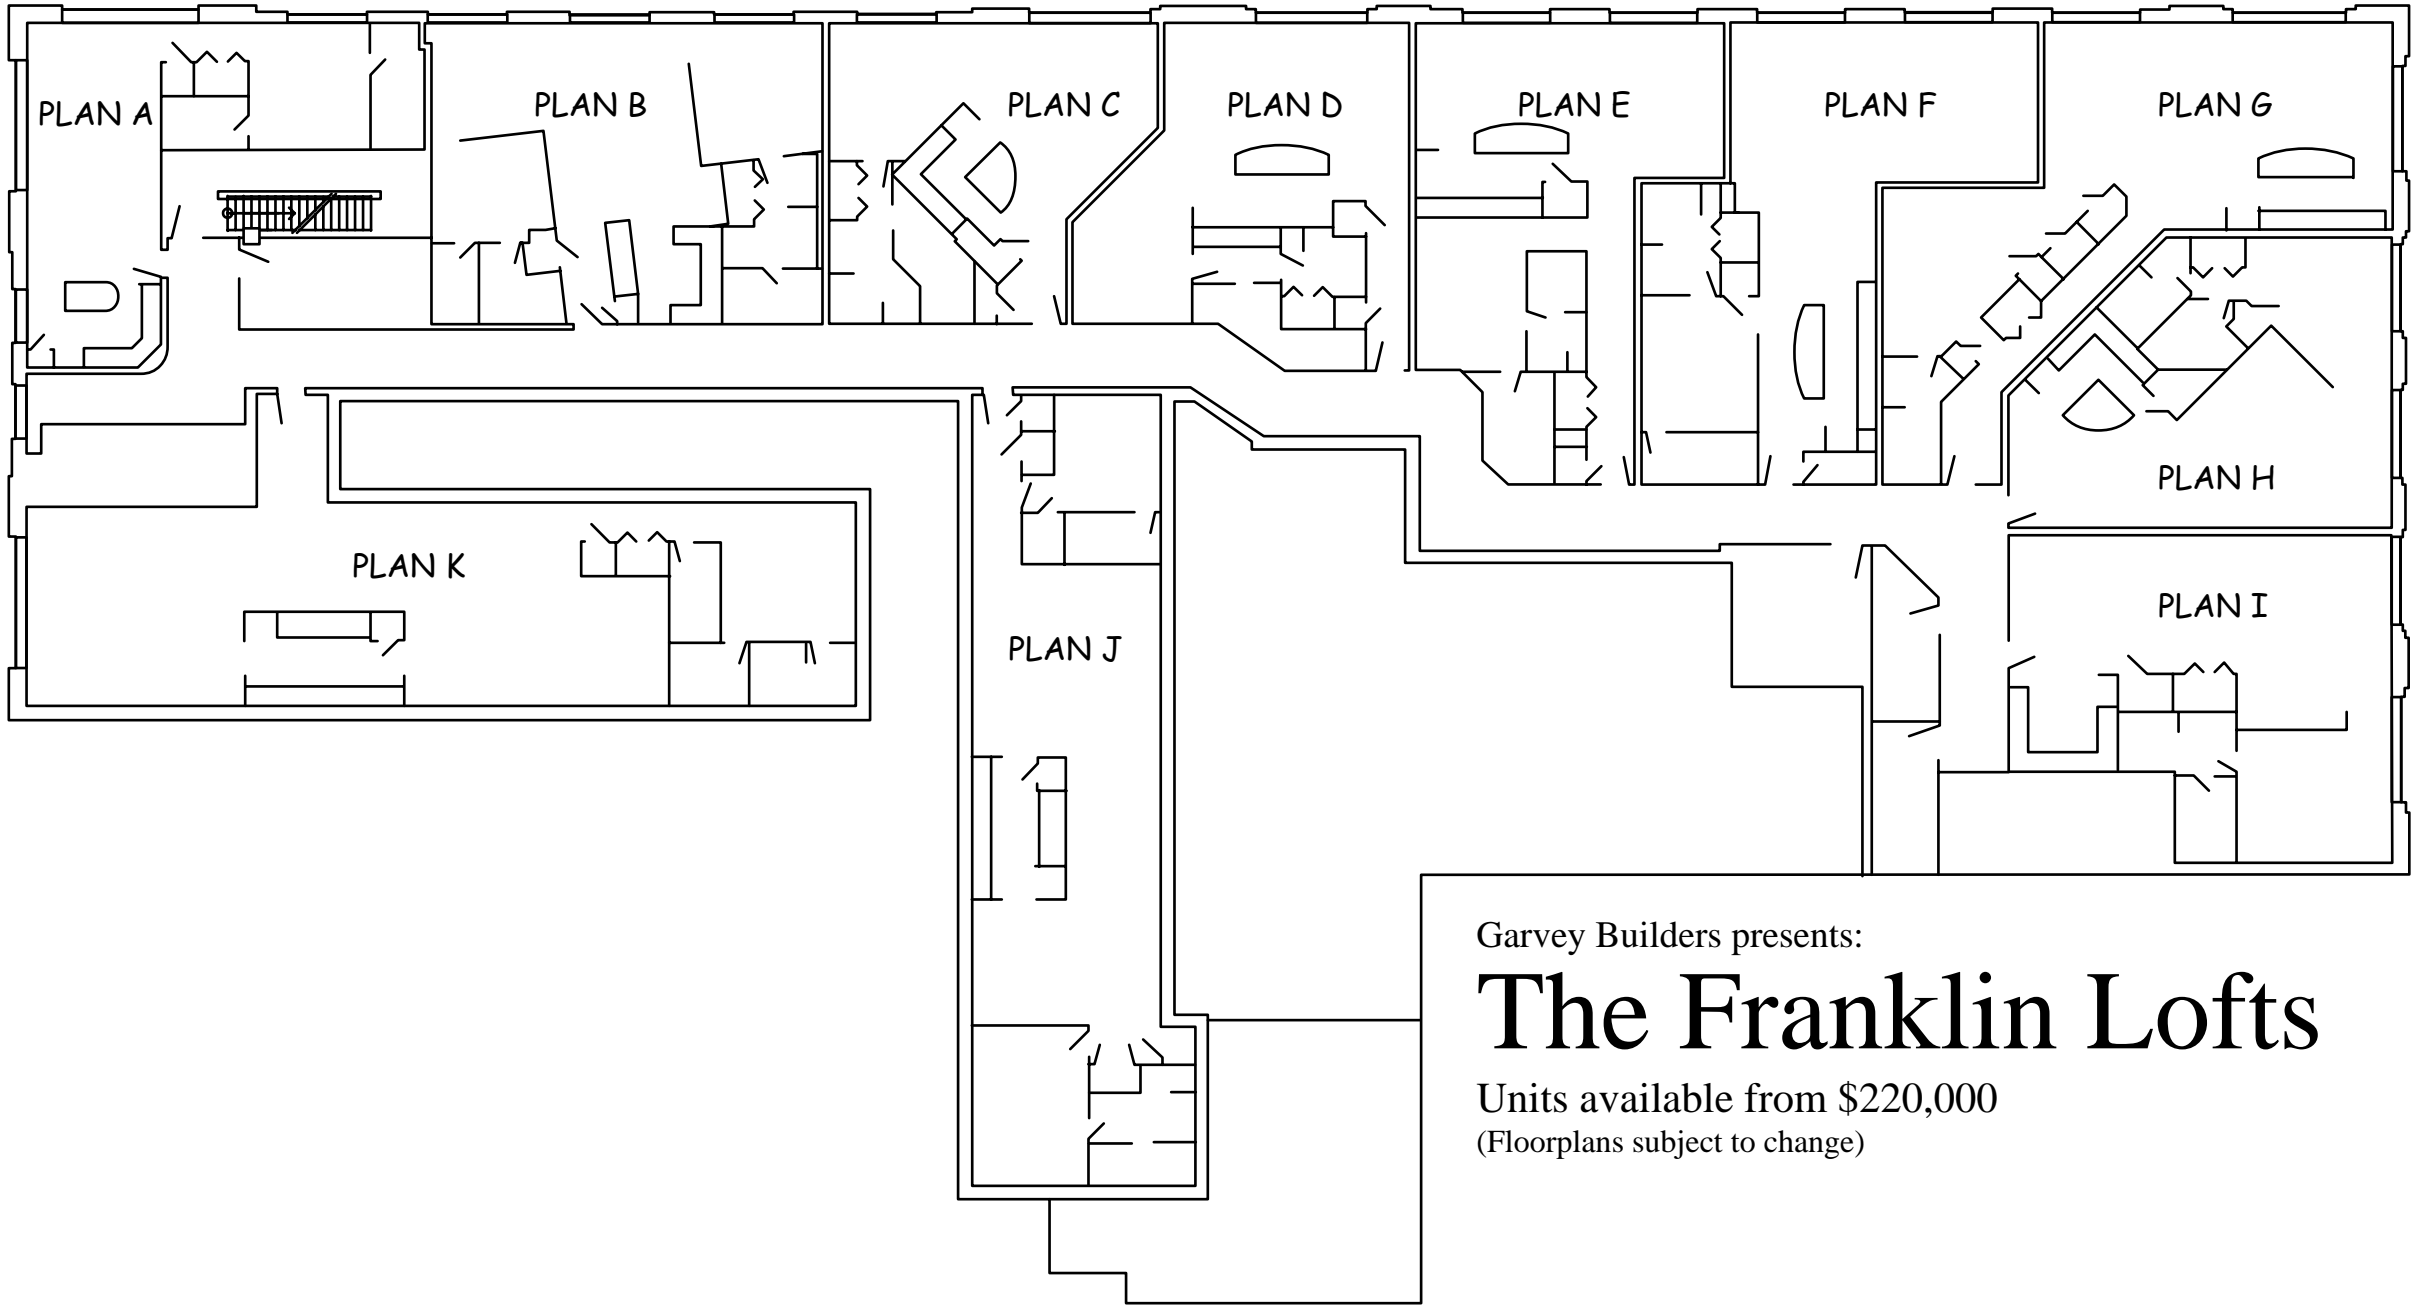 PLAN A
PLAN B
PLAN C
PLAN D
PLAN E
PLAN F
PLAN G
PLAN H
PLAN I
PLAN J
PLAN K
Garvey Builders presents:
The Franklin Lofts
Units available from $220,000
(Floorplans subject to change)